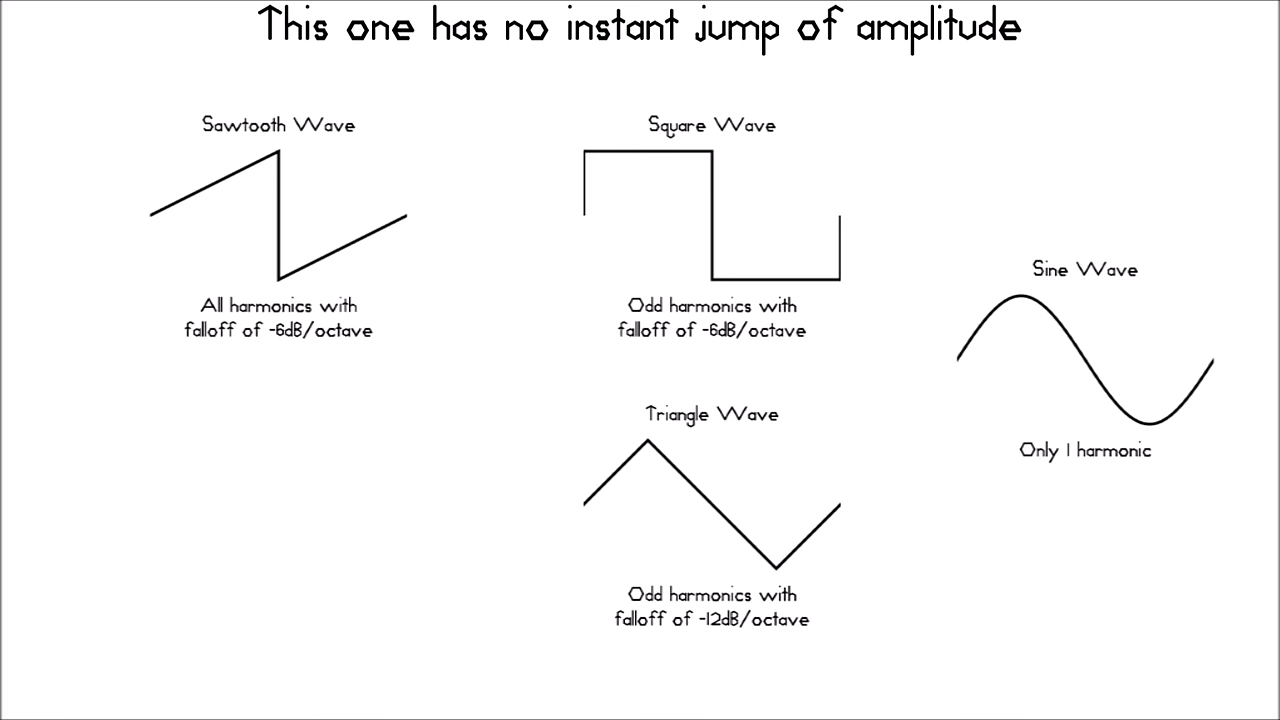 This one has no instant jump of amplitude
Sawtooth Wave
All harmonics with
falloff of -6dB/octave
Square Wave
Odd harmonics with
falloff of -6dB/octave
Triangle Wave
Odd harmonics with
falloff of -12dB/octave
Sine Wave
Only 1 harmonic